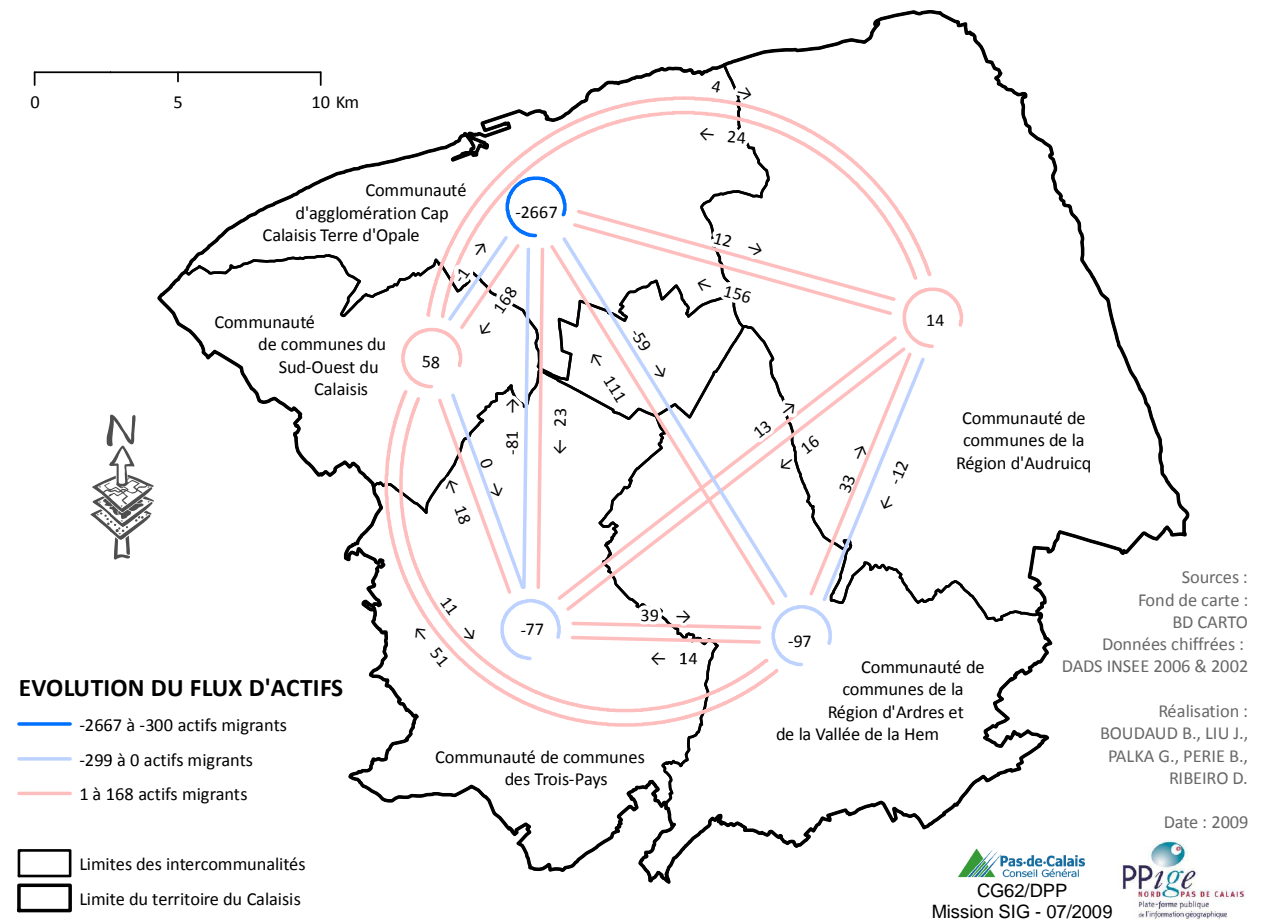 0
5
10 Km
4
24
Communauté
d'agglomération Cap
Calaisis Terre d'Opale
-2667
12
156
-1
168
Communauté
de communes du
Sud-Ouest du
Calaisis
58
14
-59
111
N
-81
23
0
18
13
16
33
-12
Communauté de
communes de la
Région d'Audruicq
11
51
-77
39
14
-97
Communauté de
communes de la
Région d'Ardres et
de la Vallée de la Hem
Communauté de communes
des Trois-Pays
EVOLUTION DU FLUX D'ACTIFS
-2667 à -300 actifs migrants
-299 à 0 actifs migrants
1 à 168 actifs migrants
Limites des intercommunalités
Limite du territoire du Calaisis
Sources :
Fond de carte :
BD CARTO
Données chiffrées :
DADS INSEE 2006 & 2002
Réalisation :
BOUDAUD B., LIU J.,
PALKA G., PERIE B.,
RIBEIRO D.
Date : 2009
Pas-de-Calais
Conseil Général
CG62/DPP
Mission SIG - 07/2009
PPige
NORD PAS DE CALAIS
Plate-forme publique
de l'information géographique